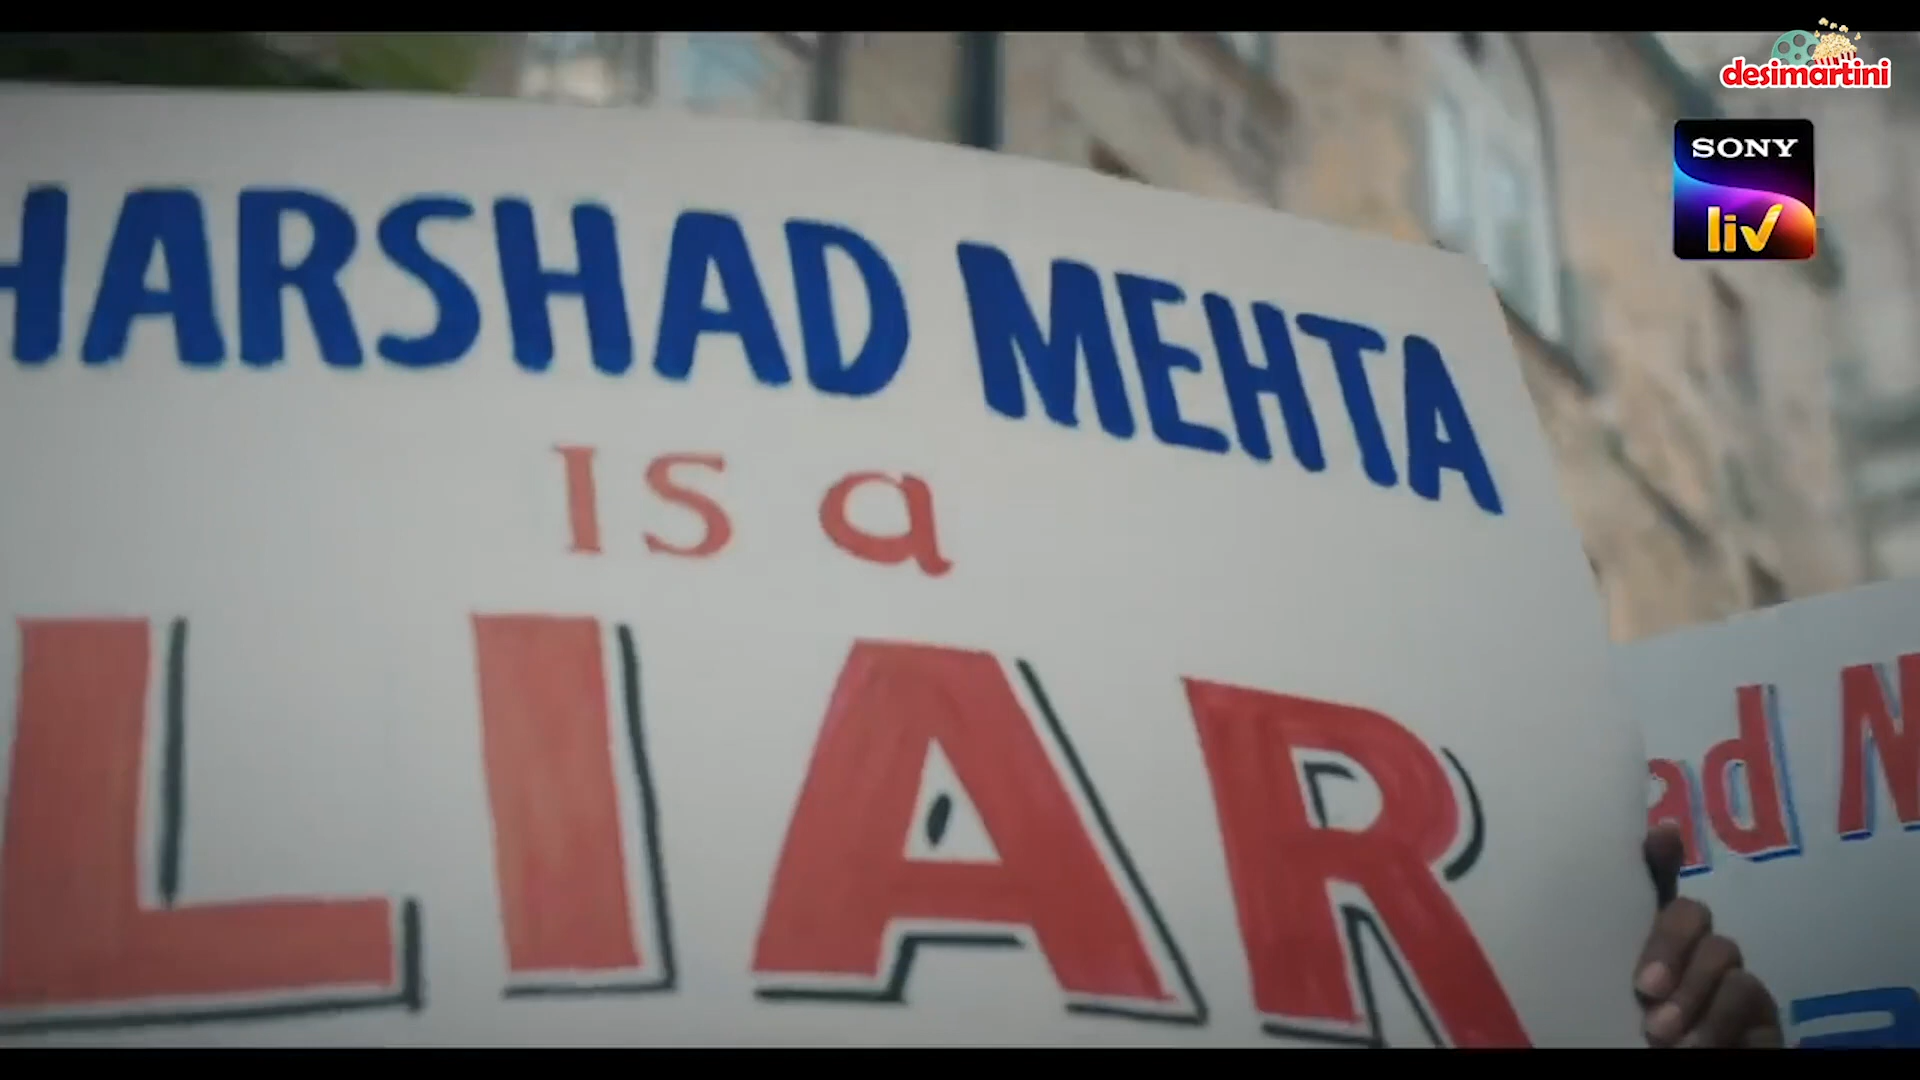 desimartini
SONY
liv
HARSHAD MEHTA
IS a
LIAR
ad M